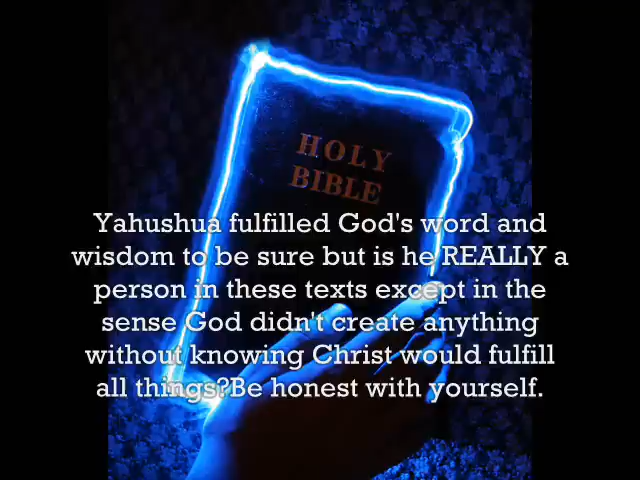 HOLY
BIBLE
Yahushua fulfilled God's word and
wisdom to be sure but is he REALLY a
person in these texts except in the
sense God didn't create anything
without knowing Christ would fulfill
all things?Be honest with yourself.